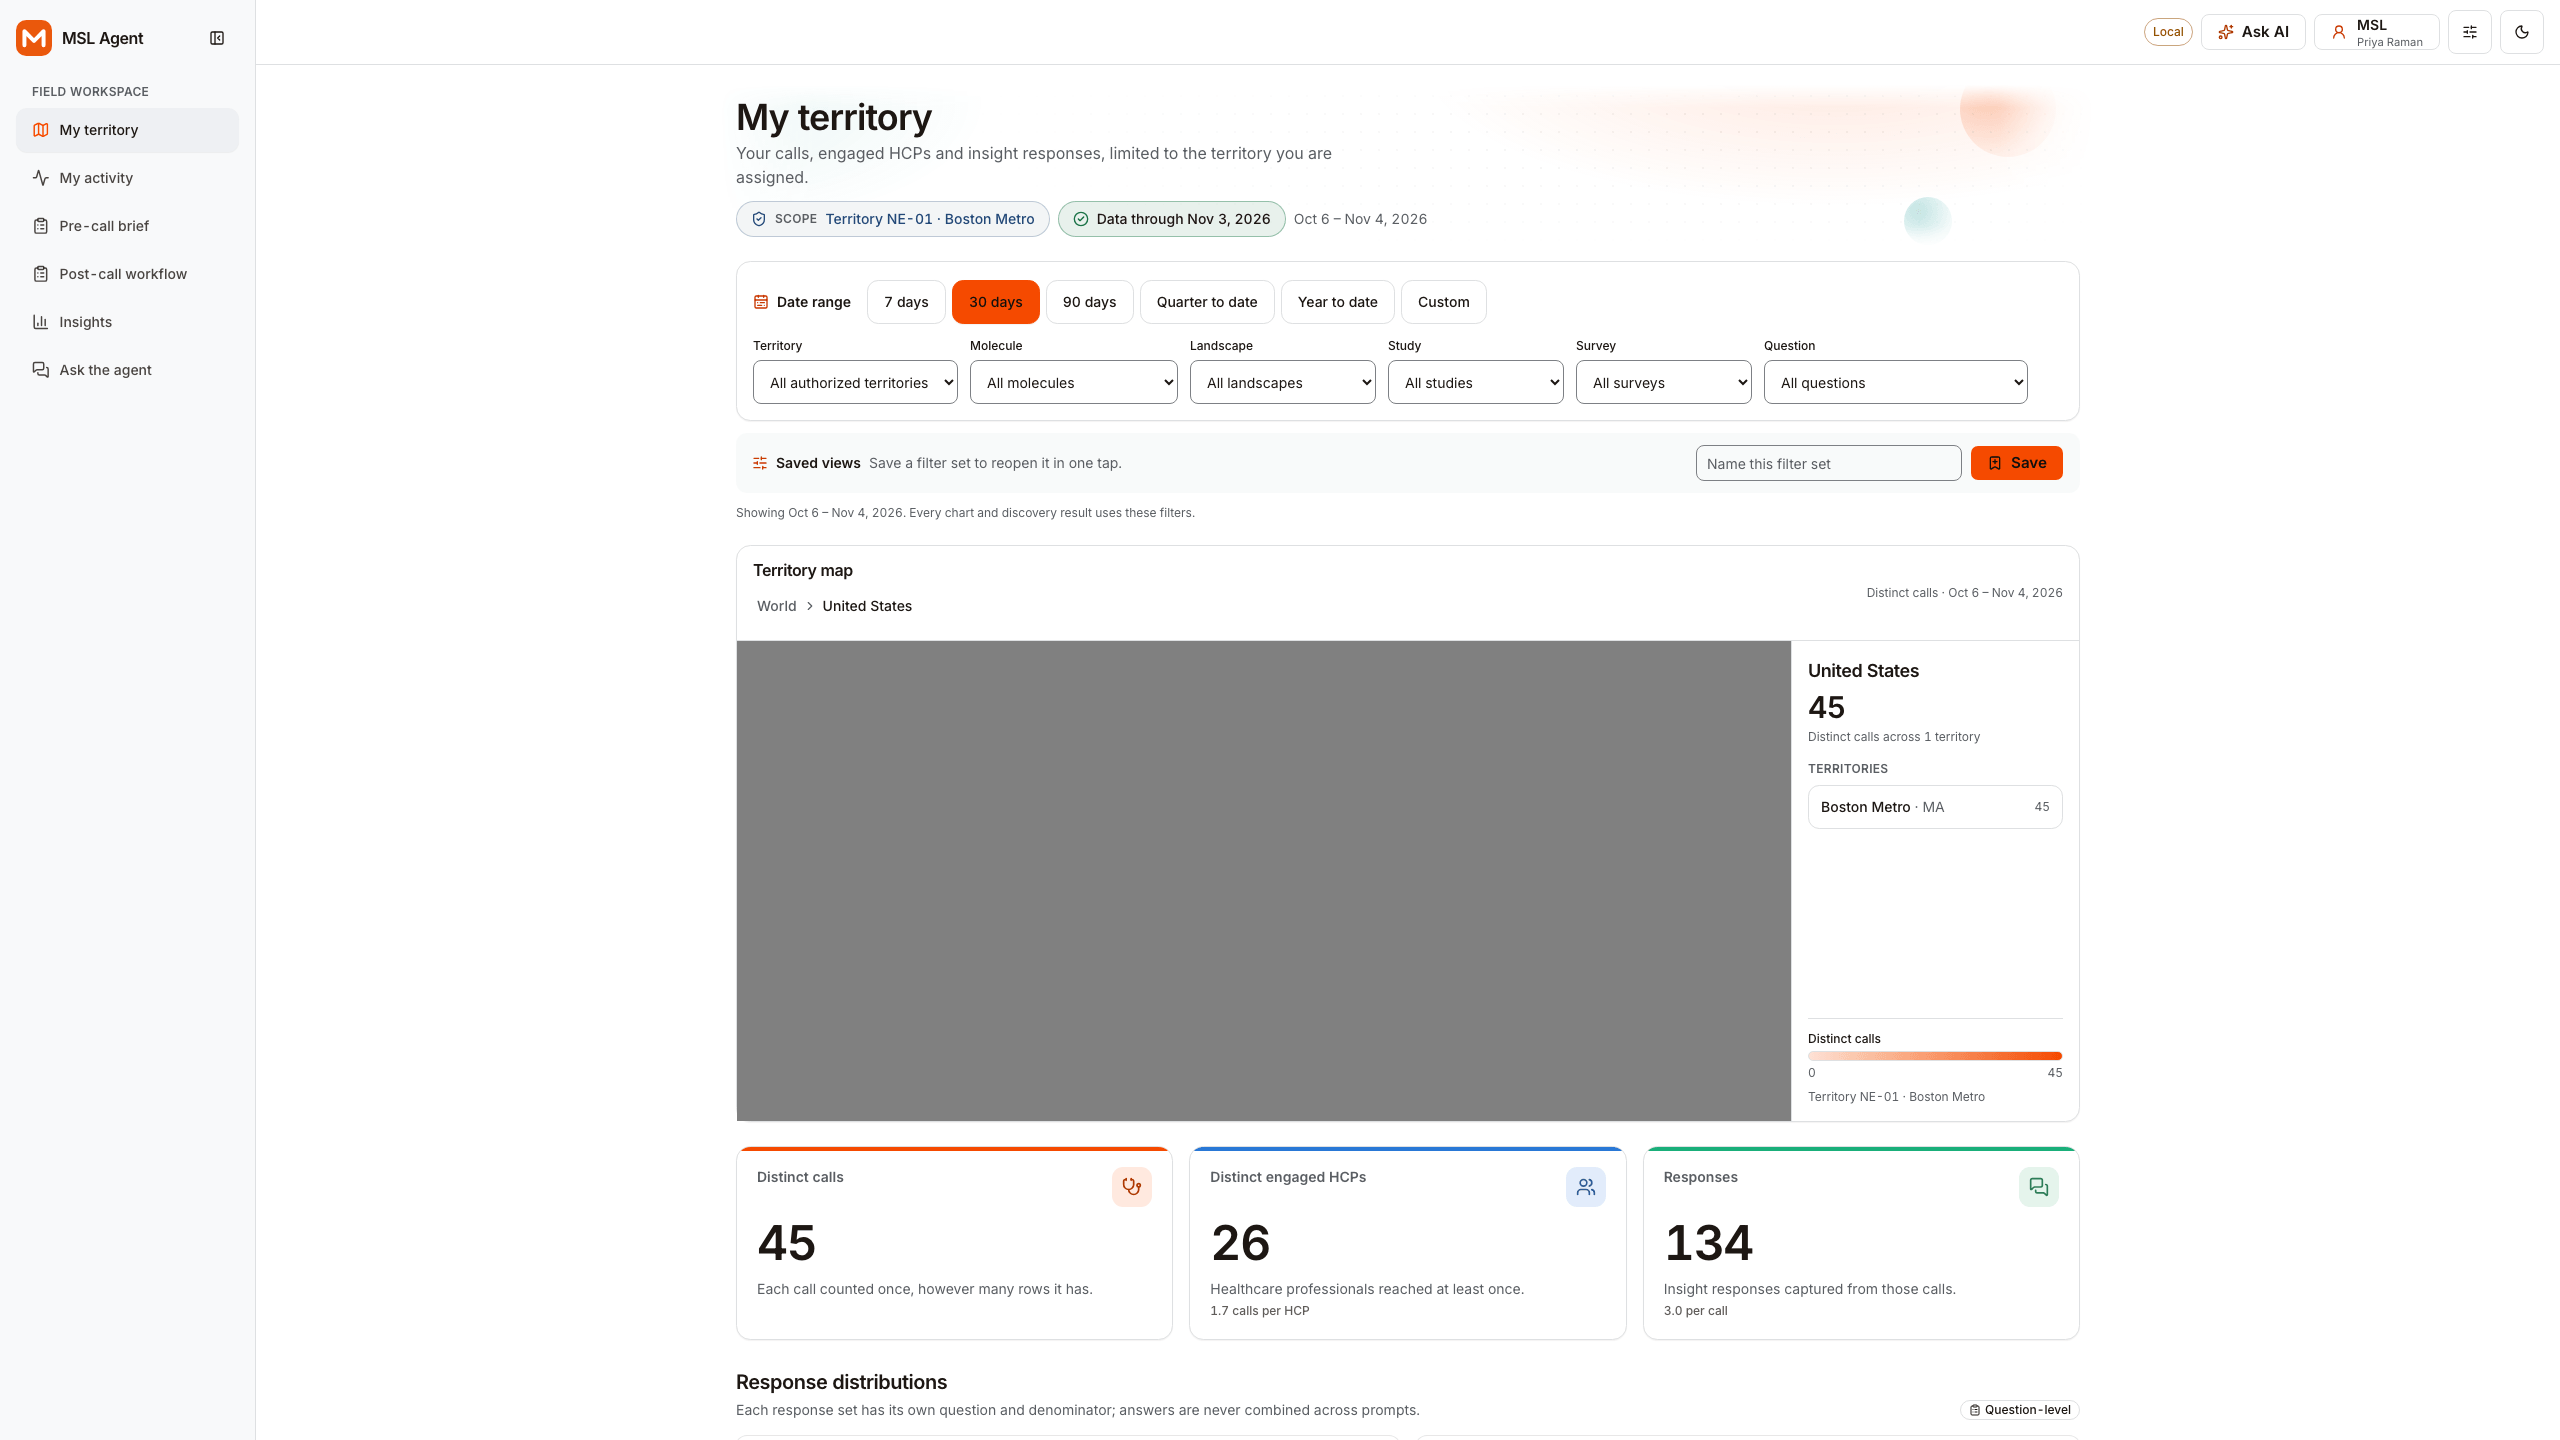 MSL Agent
FIELD WORKSPACE
My territory
My activity
Pre-call brief
Post-call workflow
Insights
Ask the agent
Local
Ask AI
MSL
Priya Raman
My territory
Your calls, engaged HCPs and insight responses, limited to the territory you are
assigned.
SCOPE Territory NE-01 · Boston Metro
Data through Nov 3, 2026
Oct 6 – Nov 4, 2026
Date range
7 days
30 days
90 days
Quarter to date
Year to date
Custom
Territory
Molecule
Landscape
Study
Survey
Question
All authorized territories
All molecules
All landscapes
All studies
All surveys
All questions
Saved views Save a filter set to reopen it in one tap.
Name this filter set
Save
Showing Oct 6 – Nov 4, 2026. Every chart and discovery result uses these filters.
Territory map
World > United States
Distinct calls · Oct 6 – Nov 4, 2026
United States
45
Distinct calls across 1 territory
TERRITORIES
Boston Metro · MA 45
Distinct calls
0 45
Territory NE-01 · Boston Metro
Distinct calls
45
Each call counted once, however many rows it has.
Distinct engaged HCPs
26
Healthcare professionals reached at least once.
1.7 calls per HCP
Responses
134
Insight responses captured from those calls.
3.0 per call
Response distributions
Each response set has its own question and denominator; answers are never combined across prompts.
Question-level